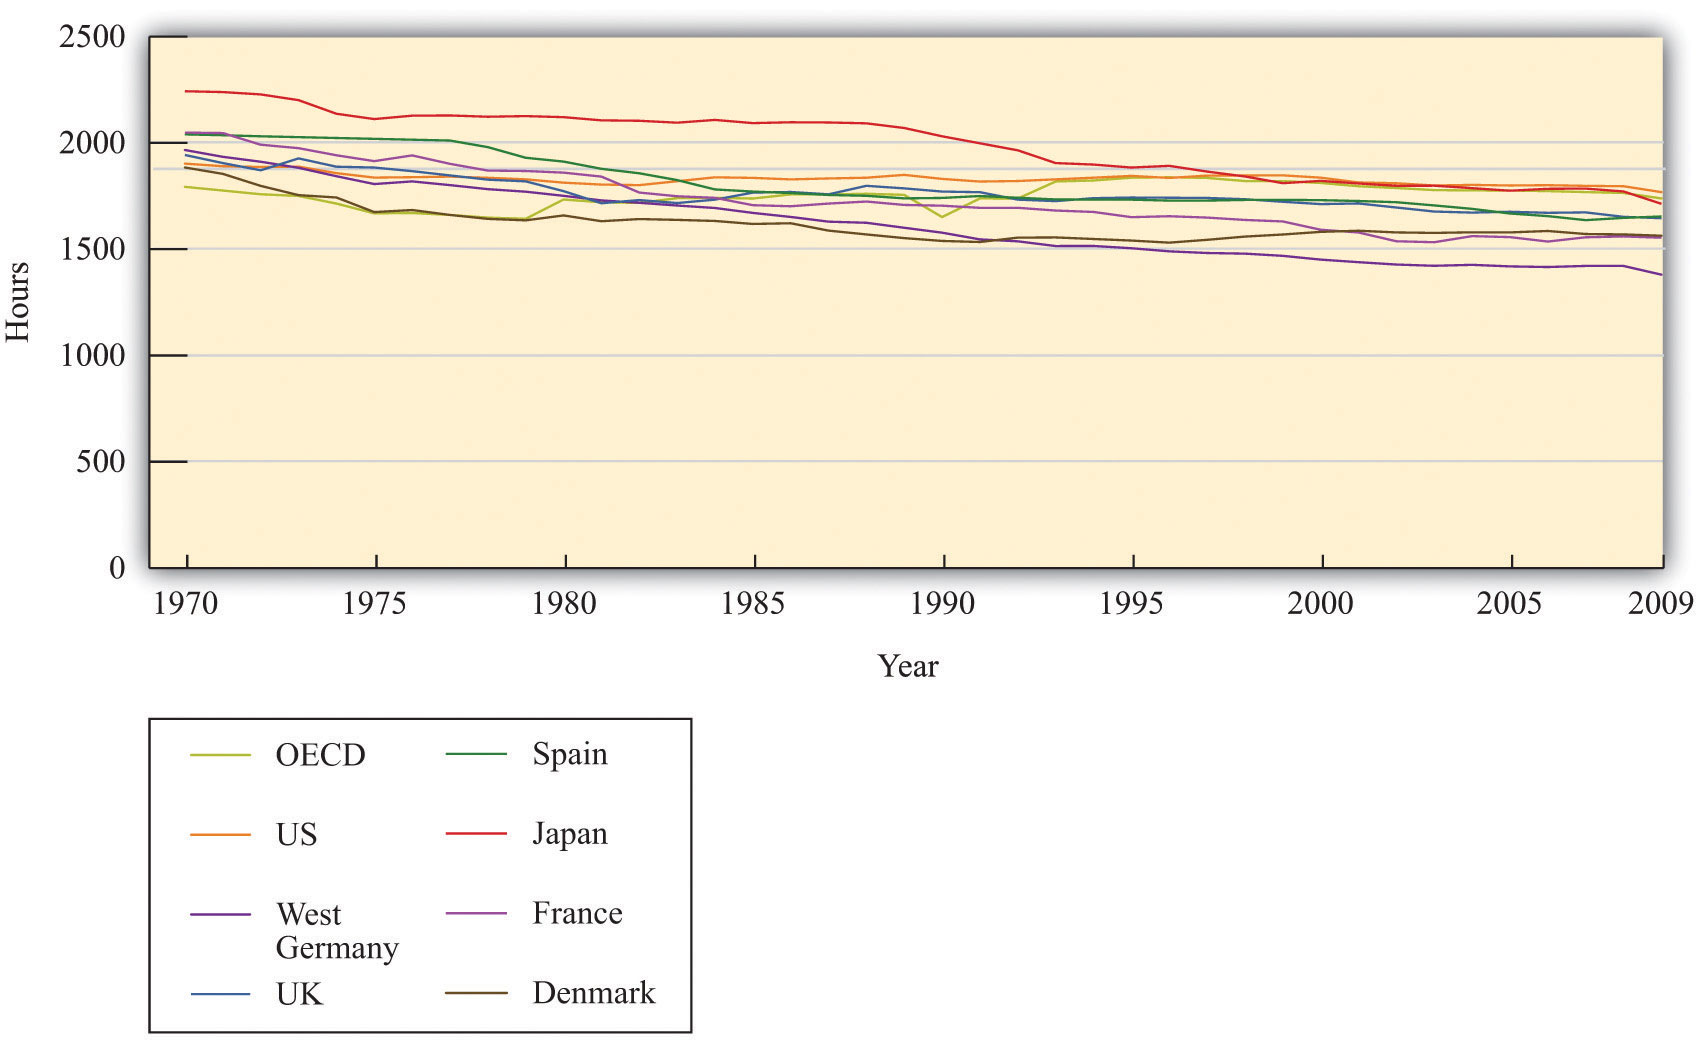 2500
2000
1500
1000
500
0
Hours
1970 1975 1980 1985 1990 1995 2000 2005 2009
Year
OECD Spain
US Japan
West France
Germany
UK Denmark